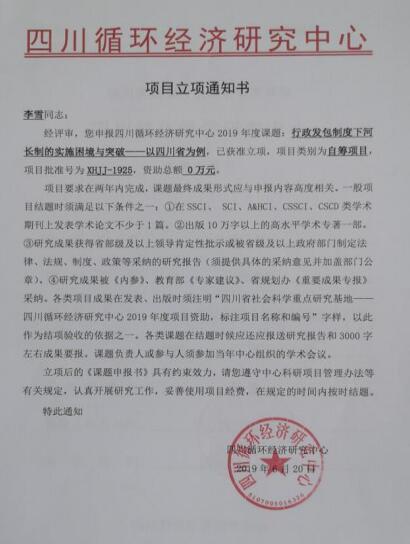 四川循环经济研究中心
项目立项通知书
李雪同志：
经评审，您申报四川循环经济研究中心 2019 年度课题：行政发包制度下河
长制的实施困境与突破——以四川省为例，已获准立项，项目类别为自筹项目，
项目批准号为 XHJJ-1925，资助总额 0 万元。
项目要求在两年内完成，课题最终成果形式应与申报内容高度相关。一般项
目结题时须满足以下条件之一：①在 SSCI、 SCI、A&HCI、CSSCI、CSCD 类学术
期刊上发表学术论文不少于 1 篇。②出版 10 万字以上的高水平学术专著一部。
③研究成果获得省部级及以上领导肯定性批示或被省级及以上政府部门制定法
律、法规、制度、政策等采纳的研究报告（须提供具体的采纳意见并加盖部门公
章）、④研究成果被《内参》、教育部《专家建议》、省规划办《重要成果专报》
采纳。各类项目成果在发表、出版时须注明“四川省社会科学重点研究基地——
四川循环经济研究中心 2019 年度项目资助，标注项目名称和编号”字样，以此
作为结项验收的依据之一。各类课题在结题时候应还应报送研究报告和 3000 字
左右成果要报。课题负责人或参与人须参加当年中心组织的学术会议。
立项后的《课题申报书》具有约束效力，请您遵守中心科研项目管理办法等
有关规定，认真开展研究工作，妥善使用项目经费，在规定的时间内按时结题。
特此通知
四川循环经济研究中心
2019 年 6 月 20 日
四川循环经济研究中心